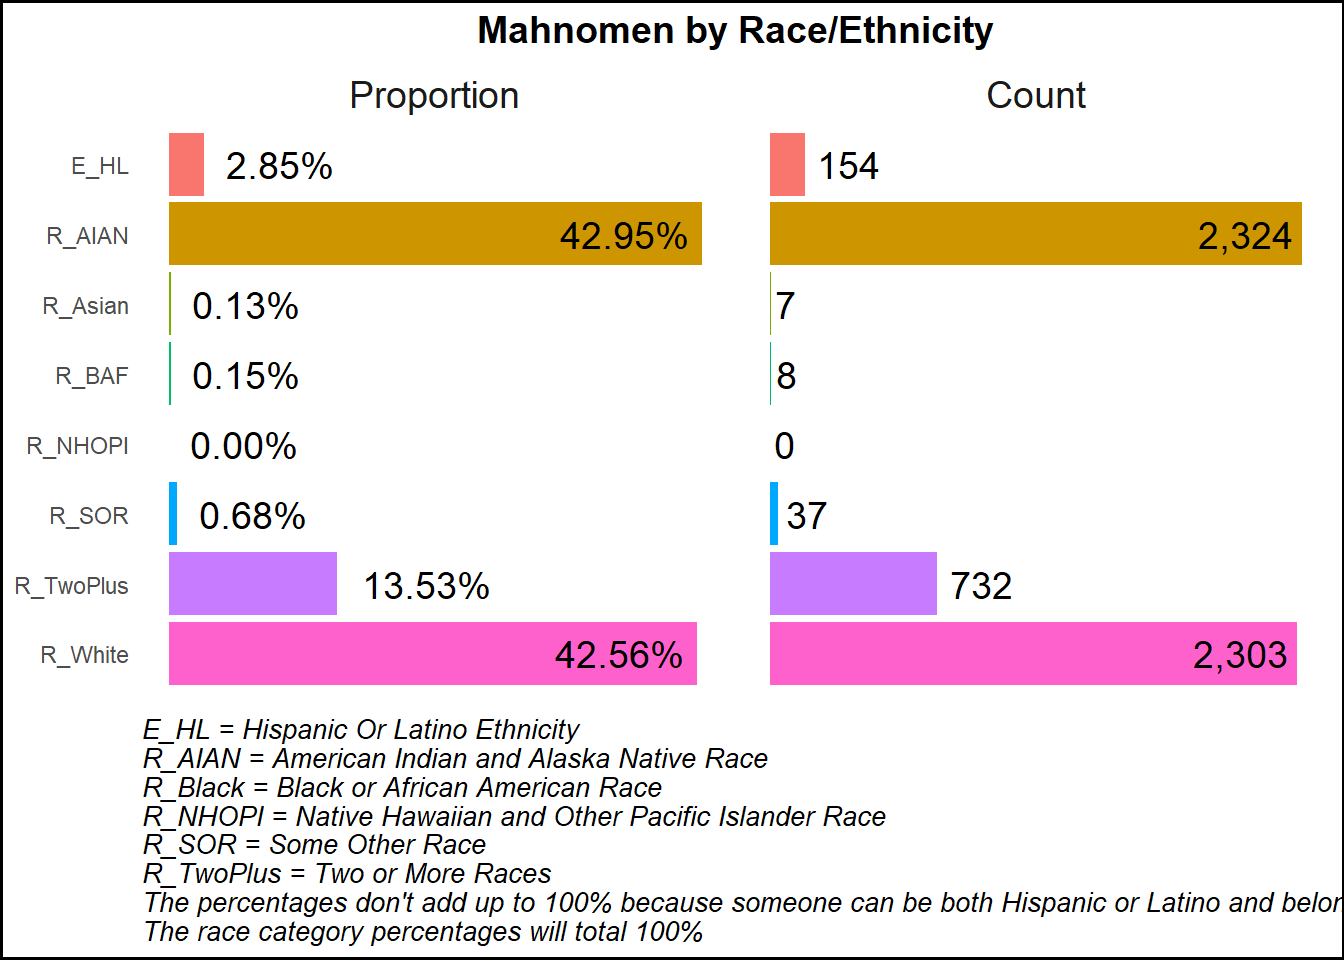 Mahnomen by Race/Ethnicity
Proportion
Count
E_HL 2.85% 154
R_AIAN 42.95% 2,324
R_Asian 0.13% 7
R_BAF 0.15% 8
R_NHOPI 0.00% 0
R_SOR 0.68% 37
R_TwoPlus 13.53% 732
R_White 42.56% 2,303
E_HL = Hispanic Or Latino Ethnicity
R_AIAN = American Indian and Alaska Native Race
R_Black = Black or African American Race
R_NHOPI = Native Hawaiian and Other Pacific Islander Race
R_SOR = Some Other Race
R_TwoPlus = Two or More Races
The percentages don't add up to 100% because someone can be both Hispanic or Latino and
The race category percentages will total 100%